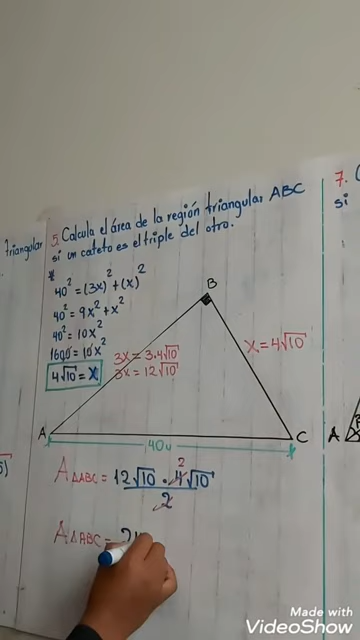 5. Calcula el área de la región triangular ABC
si un cateto es el triple del otro.
40² = (3x)² + (x)²
40² = 9x² + x²
40² = 10x²
1600 = 10x²
4√10 = x
3x = 3.4√10
3x = 12√10
B
x = 4√10
A
C
40u
A△ABC = 12√10 · 4√10
2
2
A△ABC = 2
Triangular
7.
si
A
Made with
VideoShow